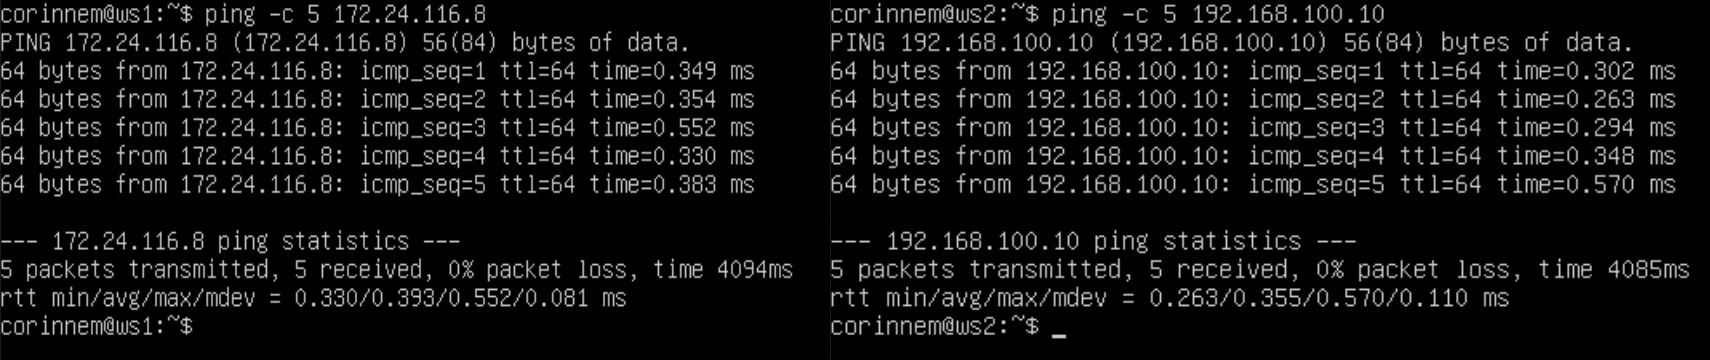 corinnem@ws1:~$ ping -c 5 172.24.116.8
PING 172.24.116.8 (172.24.116.8) 56(84) bytes of data.
64 bytes from 172.24.116.8: icmp_seq=1 ttl=64 time=0.349 ms
64 bytes from 172.24.116.8: icmp_seq=2 ttl=64 time=0.354 ms
64 bytes from 172.24.116.8: icmp_seq=3 ttl=64 time=0.552 ms
64 bytes from 172.24.116.8: icmp_seq=4 ttl=64 time=0.330 ms
64 bytes from 172.24.116.8: icmp_seq=5 ttl=64 time=0.383 ms
--- 172.24.116.8 ping statistics ---
5 packets transmitted, 5 received, 0% packet loss, time 4094ms
rtt min/avg/max/mdev = 0.330/0.393/0.552/0.081 ms
corinnem@ws1:~$
corinnem@ws2:~$ ping -c 5 192.168.100.10
PING 192.168.100.10 (192.168.100.10) 56(84) bytes of data.
64 bytes from 192.168.100.10: icmp_seq=1 ttl=64 time=0.302 ms
64 bytes from 192.168.100.10: icmp_seq=2 ttl=64 time=0.263 ms
64 bytes from 192.168.100.10: icmp_seq=3 ttl=64 time=0.294 ms
64 bytes from 192.168.100.10: icmp_seq=4 ttl=64 time=0.348 ms
64 bytes from 192.168.100.10: icmp_seq=5 ttl=64 time=0.570 ms
--- 192.168.100.10 ping statistics ---
5 packets transmitted, 5 received, 0% packet loss, time 4085ms
rtt min/avg/max/mdev = 0.263/0.355/0.570/0.110 ms
corinnem@ws2:~$ _